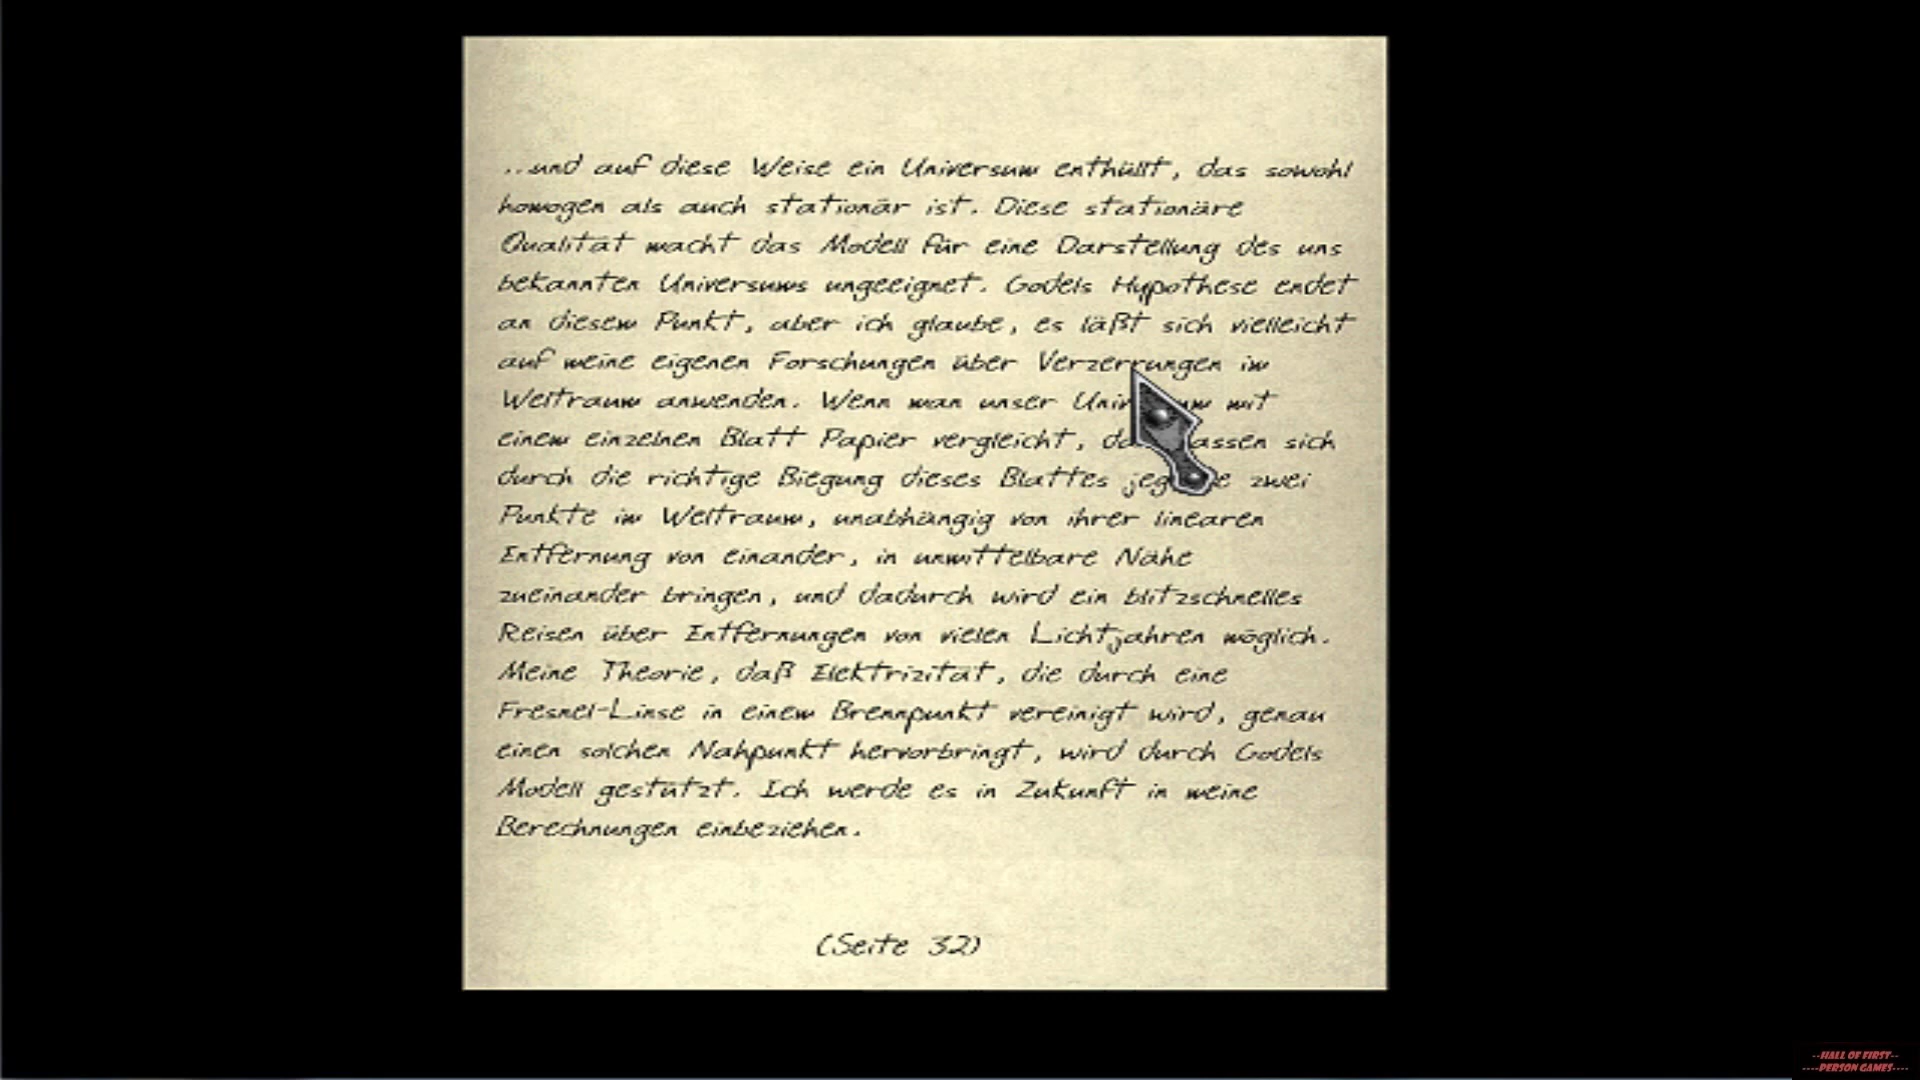 ...und auf diese Weise ein Universum enthüllt, das sowohl
homogen als auch stationär ist. Diese stationäre
Qualität macht das Modell für eine Darstellung des uns
bekannten Universums ungeeignet. Godels Hypothese endet
an diesem Punkt, aber ich glaube, es läßt sich vielleicht
auf meine eigenen Forschungen über Verzerrungen im
Weltraum anwenden. Wenn man unser mit
einem einzelnen Blatt Papier vergleicht, sich
durch die richtige Biegung dieses Blattes zwei
Punkte im Weltraum, unabhängig von ihrer linearen
Entfernung von einander, in unmittelbare Nähe
zueinander bringen, und dadurch wird ein blitzschnelles
Reisen über Entfernungen von vielen Lichtjahren möglich.
Meine Theorie, daß Elektrizität, die durch eine
Fresnel-Linse in einem Brennpunkt vereinigt wird, genau
einen solchen Nahpunkt hervorbringt, wird durch Godels
Modell gestützt. Ich werde es in Zukunft in meine
Berechnungen einbeziehen.
(Seite 32)
--HALL OF FIRST--
----PERSON GAMES----